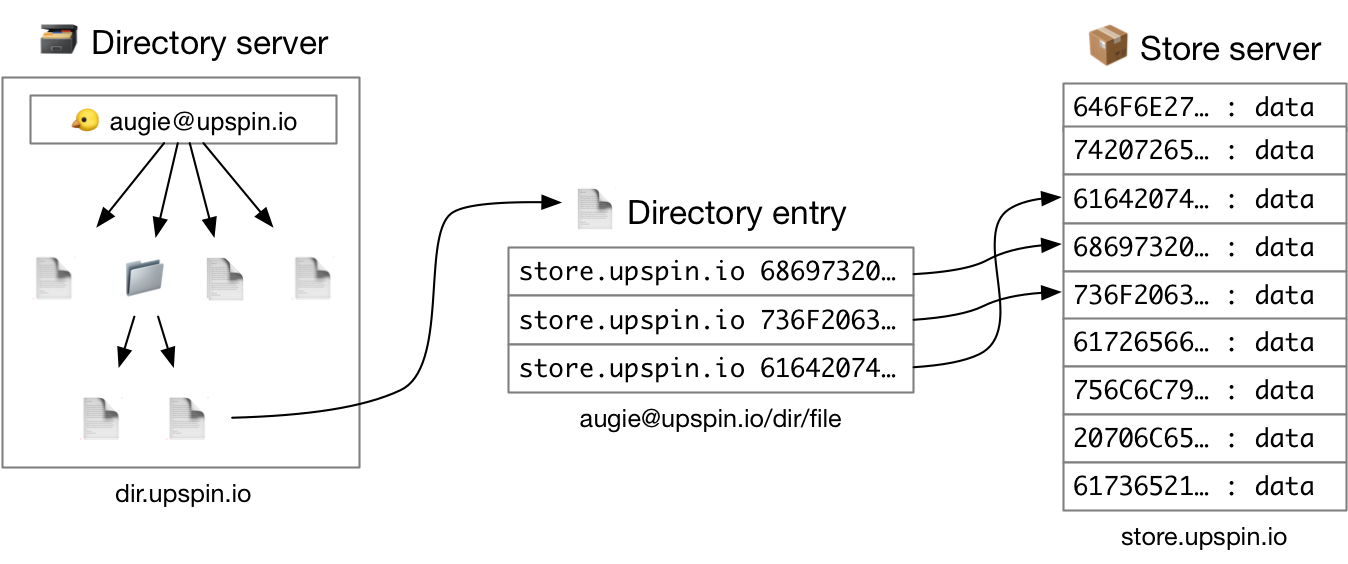 Directory server
augie@upspin.io
dir.upspin.io
Directory entry
store.upspin.io 68697320…
store.upspin.io 736F2063…
store.upspin.io 61642074…
augie@upspin.io/dir/file
Store server
646F6E27… : data
74207265… : data
61642074… : data
68697320… : data
736F2063… : data
61726566… : data
756C6C79… : data
20706C65… : data
61736521… : data
store.upspin.io